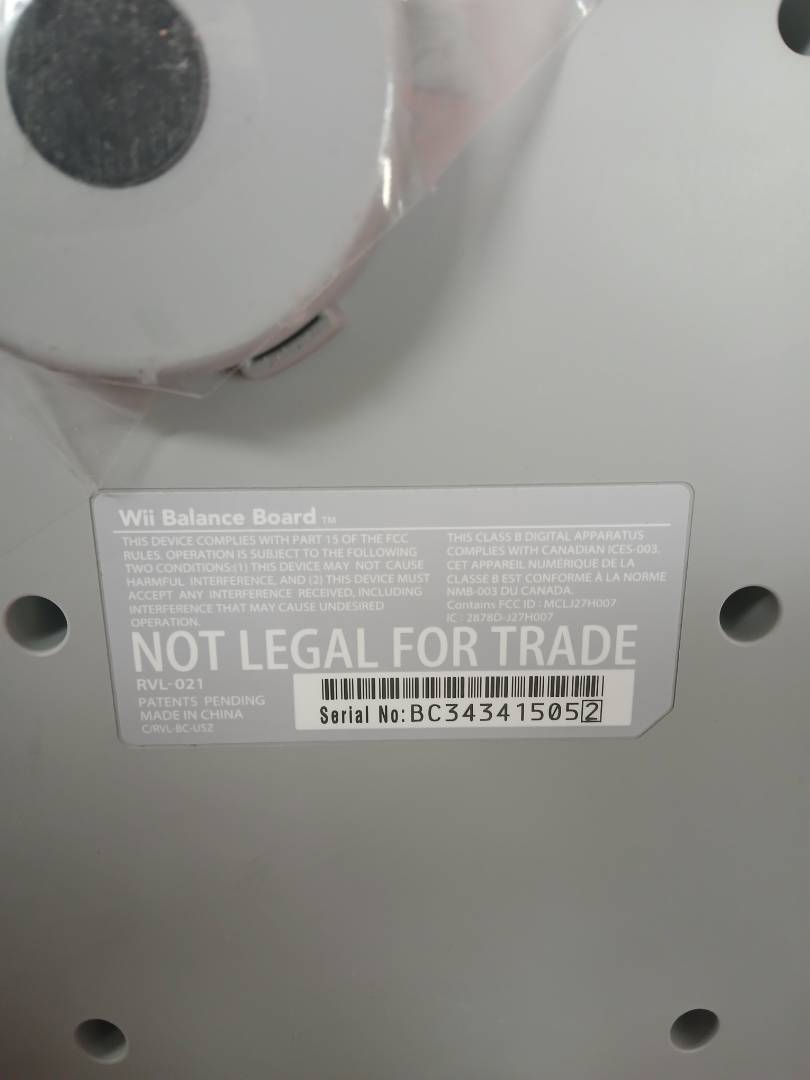 Wii Balance Board TM
THIS DEVICE COMPLIES WITH PART 15 OF THE FCC
RULES. OPERATION IS SUBJECT TO THE FOLLOWING
TWO CONDITIONS:(1) THIS DEVICE MAY NOT CAUSE
HARMFUL INTERFERENCE, AND (2) THIS DEVICE MUST
ACCEPT ANY INTERFERENCE RECEIVED, INCLUDING
INTERFERENCE THAT MAY CAUSE UNDESIRED
OPERATION.
THIS CLASS B DIGITAL APPARATUS
COMPLIES WITH CANADIAN ICES-003.
CET APPAREIL NUMÉRIQUE DE LA
CLASSE B EST CONFORME À LA NORME
NMB-003 DU CANADA.
Contains FCC ID : MCLJ27H007
IC : 2878D-J27H007
NOT LEGAL FOR TRADE
RVL-021
PATENTS PENDING
MADE IN CHINA
C/RVL-BC-USZ
Serial No:BC343415052